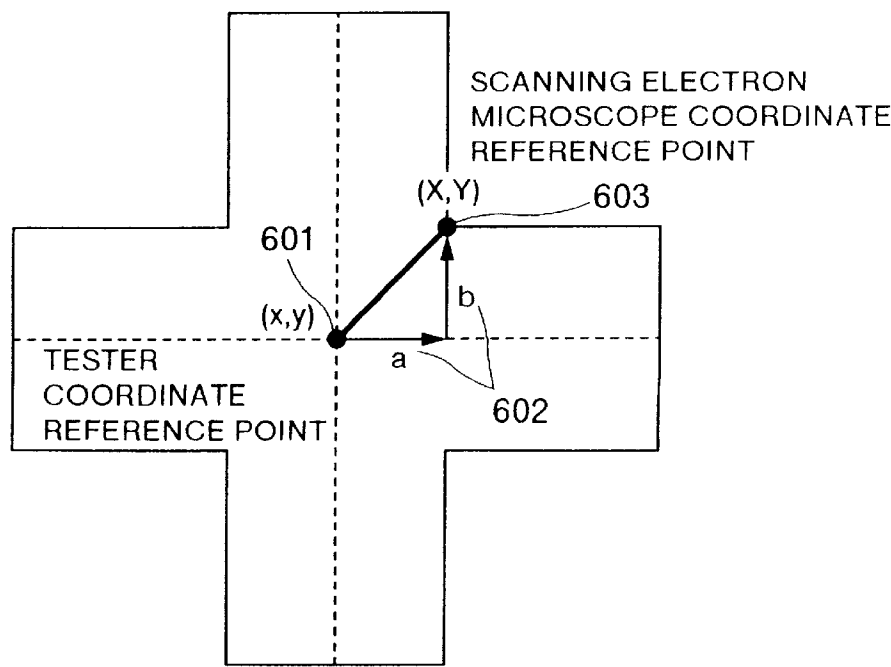 SCANNING ELECTRON
MICROSCOPE COORDINATE
REFERENCE POINT
(X,Y)
603
601
(x,y)
b
a
602
TESTER
COORDINATE
REFERENCE POINT